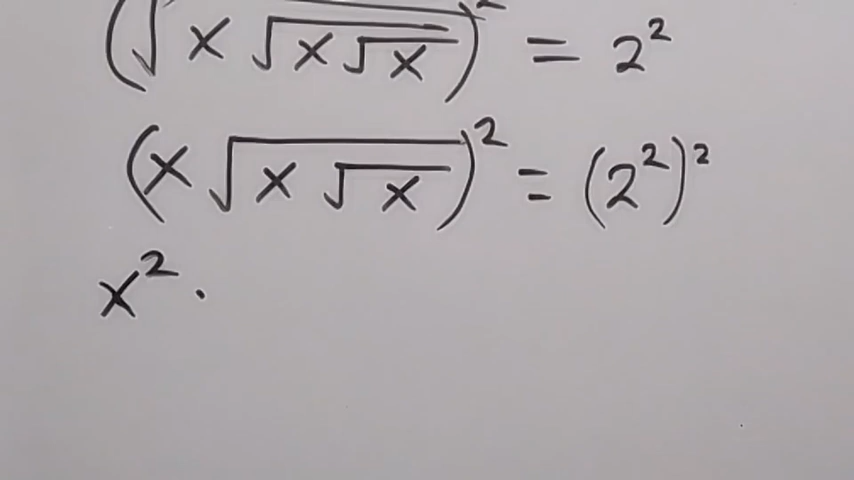 (√x√x√x)² = 2²
(x√x√x)² = (2²)²
x² ·